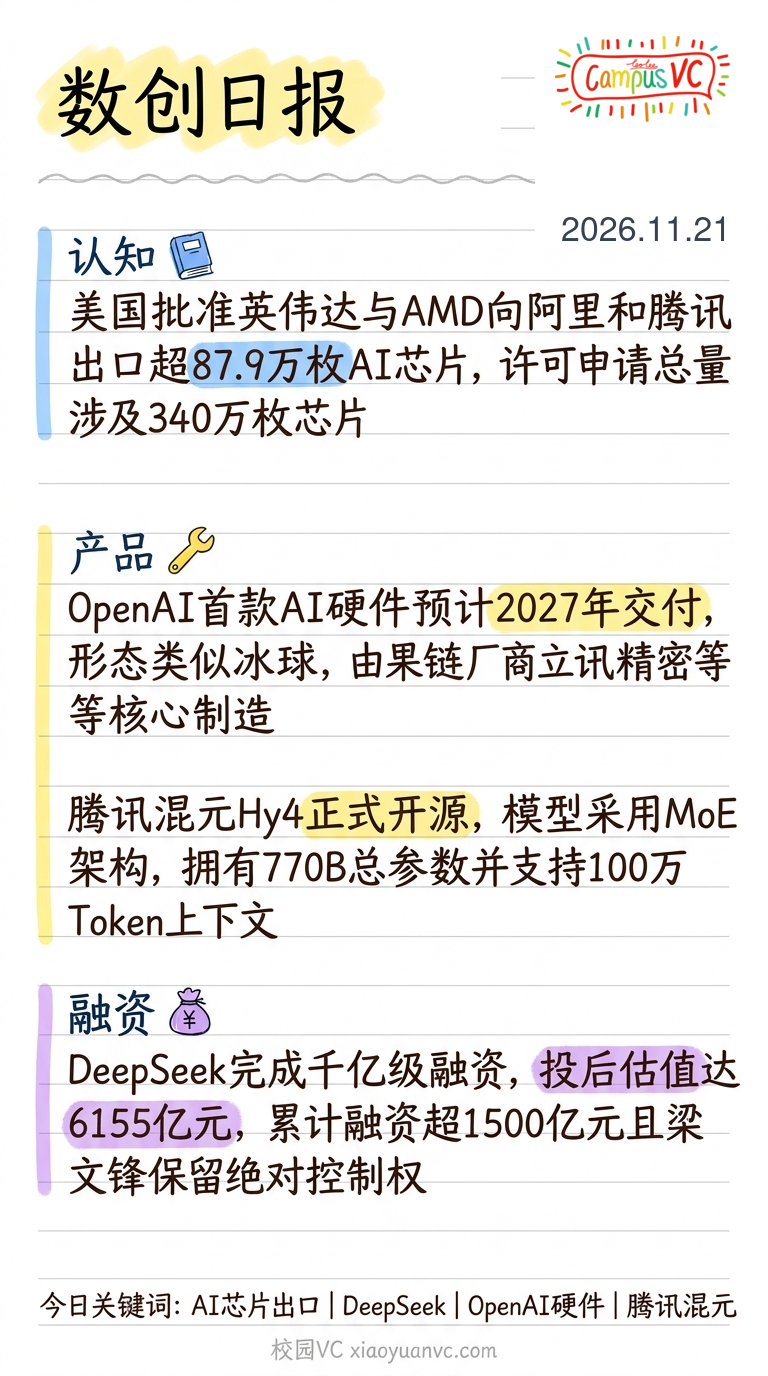 数创日报
leolee
Campus VC
2026.11.21
认知
美国批准英伟达与AMD向阿里和腾讯
出口超87.9万枚AI芯片, 许可申请总量
涉及340万枚芯片
产品
OpenAI首款AI硬件预计2027年交付,
形态类似冰球, 由果链厂商立讯精密等
等核心制造
腾讯混元Hy4正式开源, 模型采用MoE
架构, 拥有770B总参数并支持100万
Token上下文
融资
¥
DeepSeek完成千亿级融资, 投后估值达
6155亿元, 累计融资超1500亿元且梁
文锋保留绝对控制权
今日关键词: AI芯片出口 | DeepSeek | OpenAI硬件 | 腾讯混元
校园VC xiaoyuanvc.com